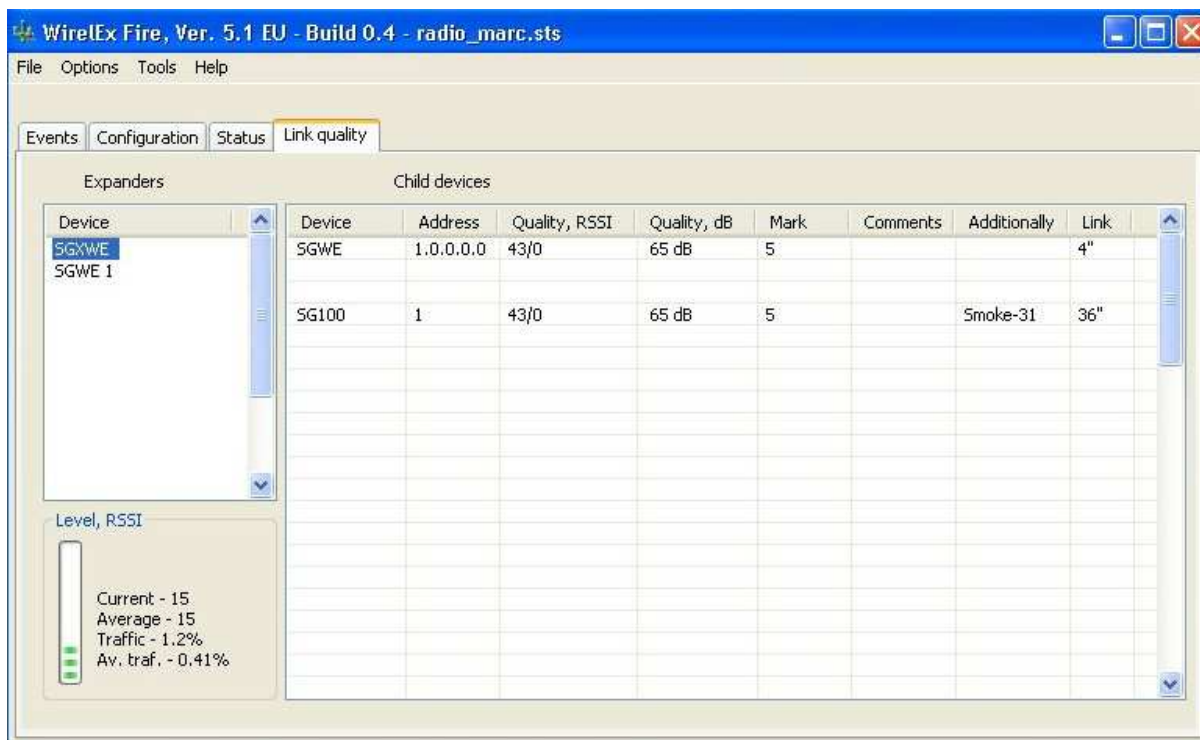 WirelEx Fire, Ver. 5.1 EU - Build 0.4 - radio_marc.sts
File Options Tools Help
Events Configuration Status Link quality
Expanders Child devices
Device
SGXWE
SGWE 1
Device Address Quality, RSSI Quality, dB Mark Comments Additionally Link
SGWE 1.0.0.0.0 43/0 65 dB 5 4"
SG100 1 43/0 65 dB 5 Smoke-31 36"
Level, RSSI
Current - 15
Average - 15
Traffic - 1.2%
Av. traf. - 0.41%